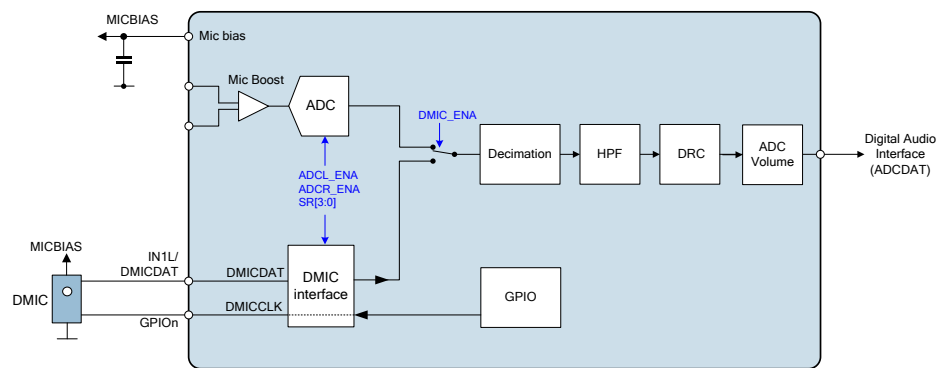 MICBIAS
Mic bias
Mic Boost
ADC
DMIC_ENA
Decimation
HPF
DRC
ADC
Volume
Digital Audio
Interface
(ADCDAT)
ADCL_ENA
ADCR_ENA
SR[3:0]
MICBIAS
IN1L/
DMICDAT
DMICDAT
DMIC
interface
DMIC
GPIOn
DMICCLK
GPIO